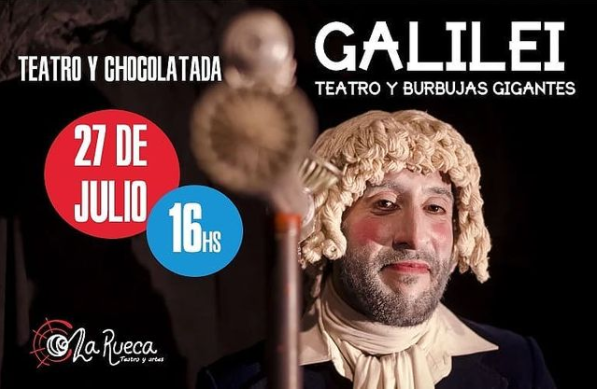 GALILEI
TEATRO Y BURBUJAS GIGANTES
TEATRO Y CHOCOLATADA
27 DE
JULIO
16HS
La Rueca
Teatro y artes